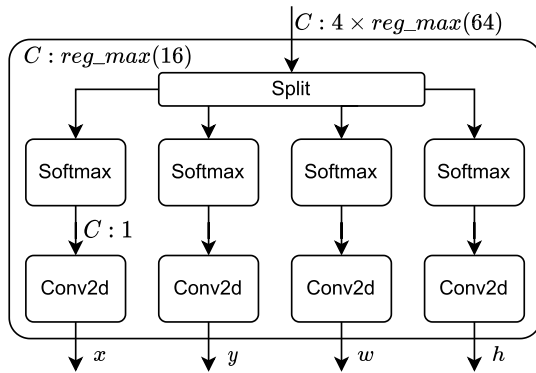 C : 4 × reg_max(64)
C : reg_max(16)
Split
Softmax Softmax Softmax Softmax
C : 1
Conv2d Conv2d Conv2d Conv2d
x y w h